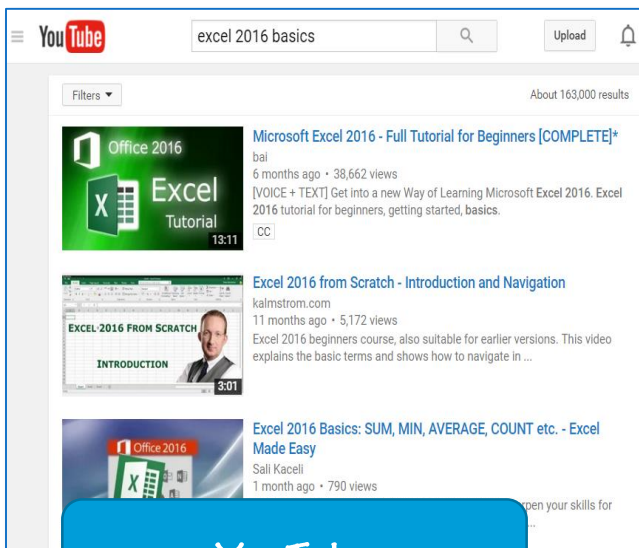 YouTube
excel 2016 basics
Upload
Filters
About 163,000 results
Office 2016
Excel
Tutorial
13:11
Microsoft Excel 2016 - Full Tutorial for Beginners [COMPLETE]*
bai
6 months ago • 38,662 views
[VOICE + TEXT] Get into a new Way of Learning Microsoft Excel 2016. Excel
2016 tutorial for beginners, getting started, basics.
CC
EXCEL 2016 FROM SCRATCH
INTRODUCTION
3:01
Excel 2016 from Scratch - Introduction and Navigation
kalmstrom.com
11 months ago • 5,172 views
Excel 2016 beginners course, also suitable for earlier versions. This video
explains the basic terms and shows how to navigate in ...
Office 2016
Excel 2016 Basics: SUM, MIN, AVERAGE, COUNT etc. - Excel
Made Easy
Sali Kaceli
1 month ago • 790 views
your skills for